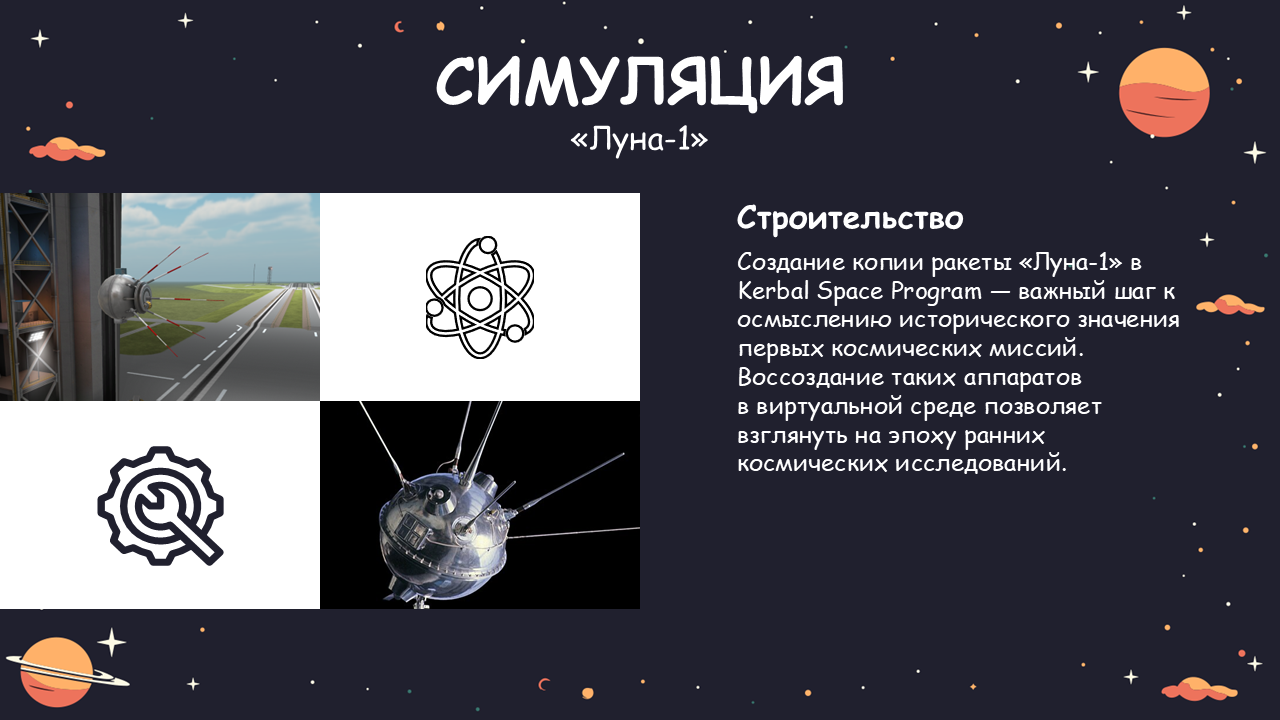 СИМУЛЯЦИЯ
«Луна-1»
Строительство
Создание копии ракеты «Луна-1» в
Kerbal Space Program — важный шаг к
осмыслению исторического значения
первых космических миссий.
Воссоздание таких аппаратов
в виртуальной среде позволяет
взглянуть на эпоху ранних
космических исследований.